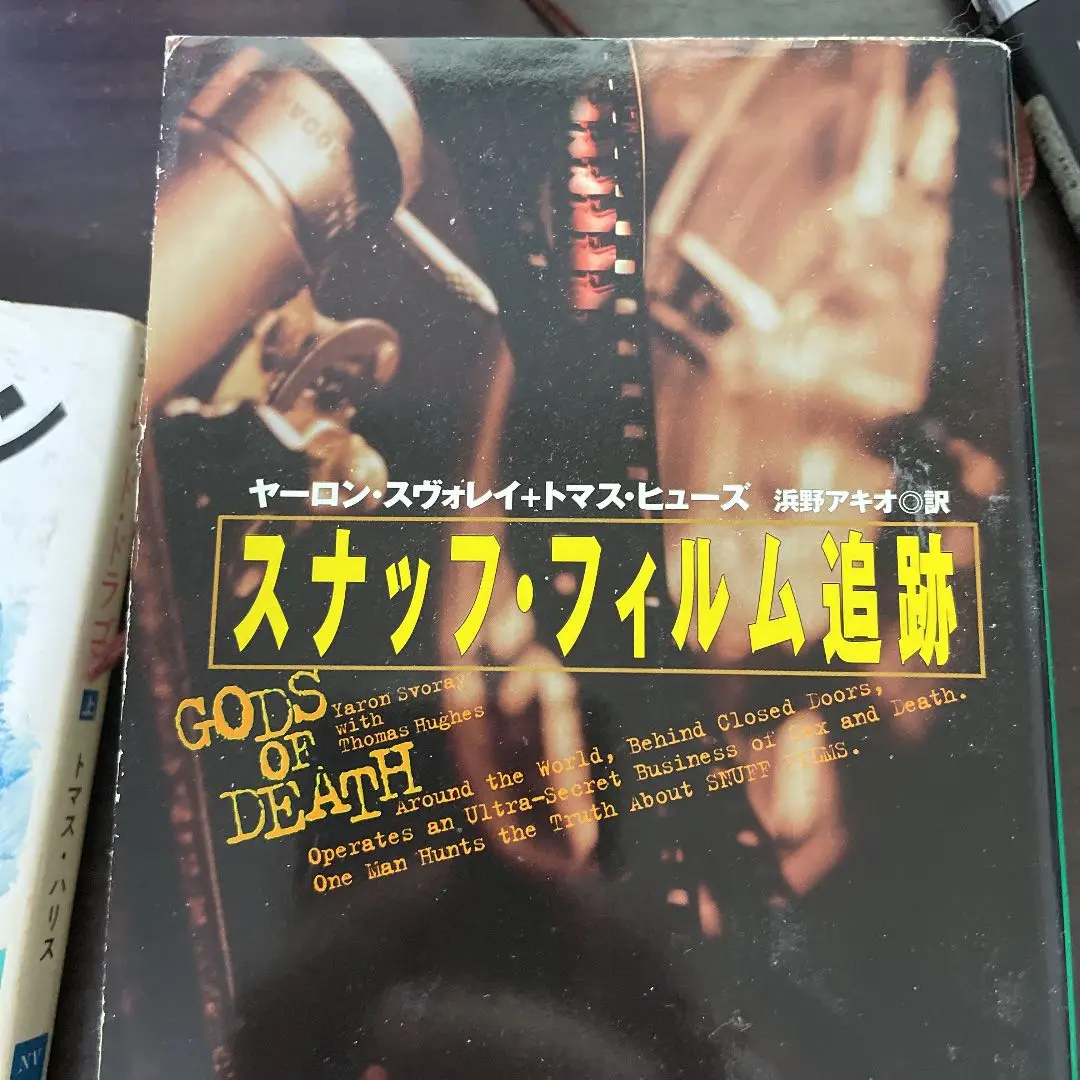 ヤーロン・スヴォレイ+トマス・ヒューズ 浜野アキオ◎訳
スナッフ・フィルム追跡
GODS OF DEATH
Yaron Svoray
with
Thomas Hughes
Around the World, Behind Closed Doors,
Operates an Ultra-Secret Business of Sex and Death.
One Man Hunts the Truth About SNUFF FILMS.
上
トマス・ハリス
NV